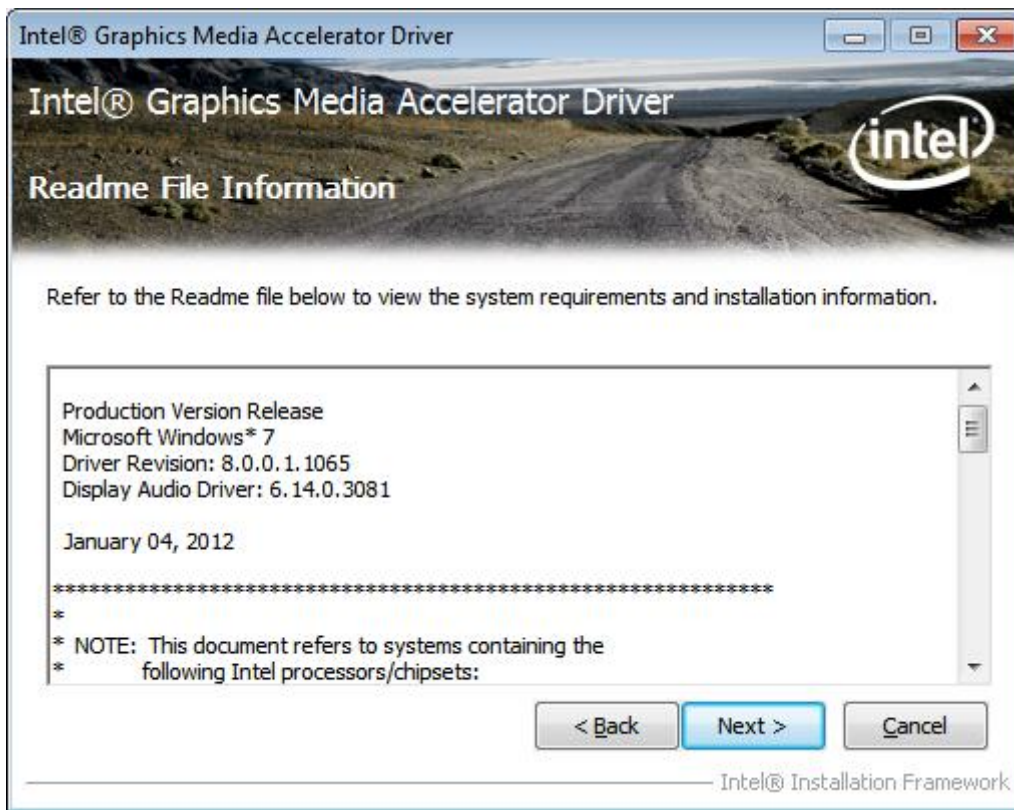 Intel® Graphics Media Accelerator Driver
Intel® Graphics Media Accelerator Driver
intel
Readme File Information
Refer to the Readme file below to view the system requirements and installation information.
Production Version Release
Microsoft Windows* 7
Driver Revision: 8.0.0.1.1065
Display Audio Driver: 6.14.0.3081
January 04, 2012
************************************************************
*
* NOTE: This document refers to systems containing the
* following Intel processors/chipsets:
< Back Next > Cancel
Intel® Installation Framework